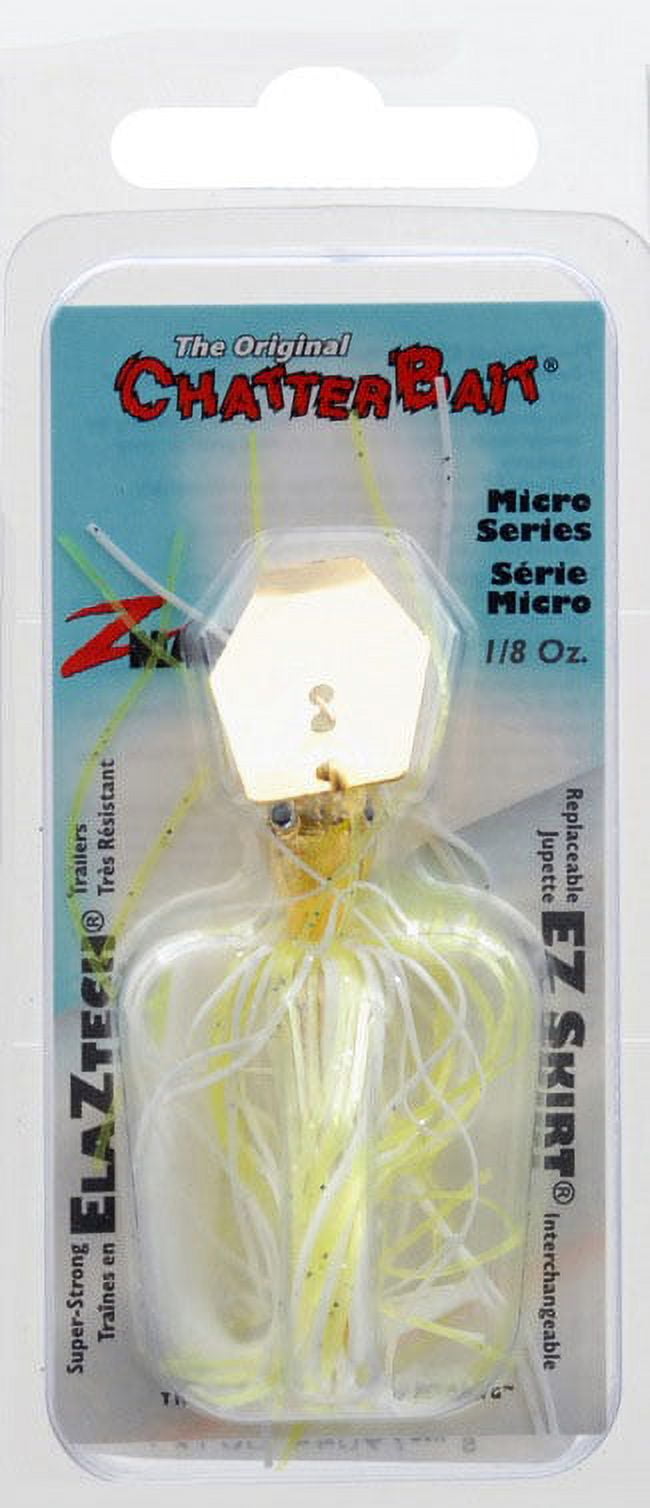 The Original
CHATTERBAIT®
Micro
Series
Série
Micro
1/8 Oz.
Z
Super-Strong ELAZTECH® Trailers
Traînes en Très Résistant
Replaceable EZ SKIRT® Interchangeable
Jupette